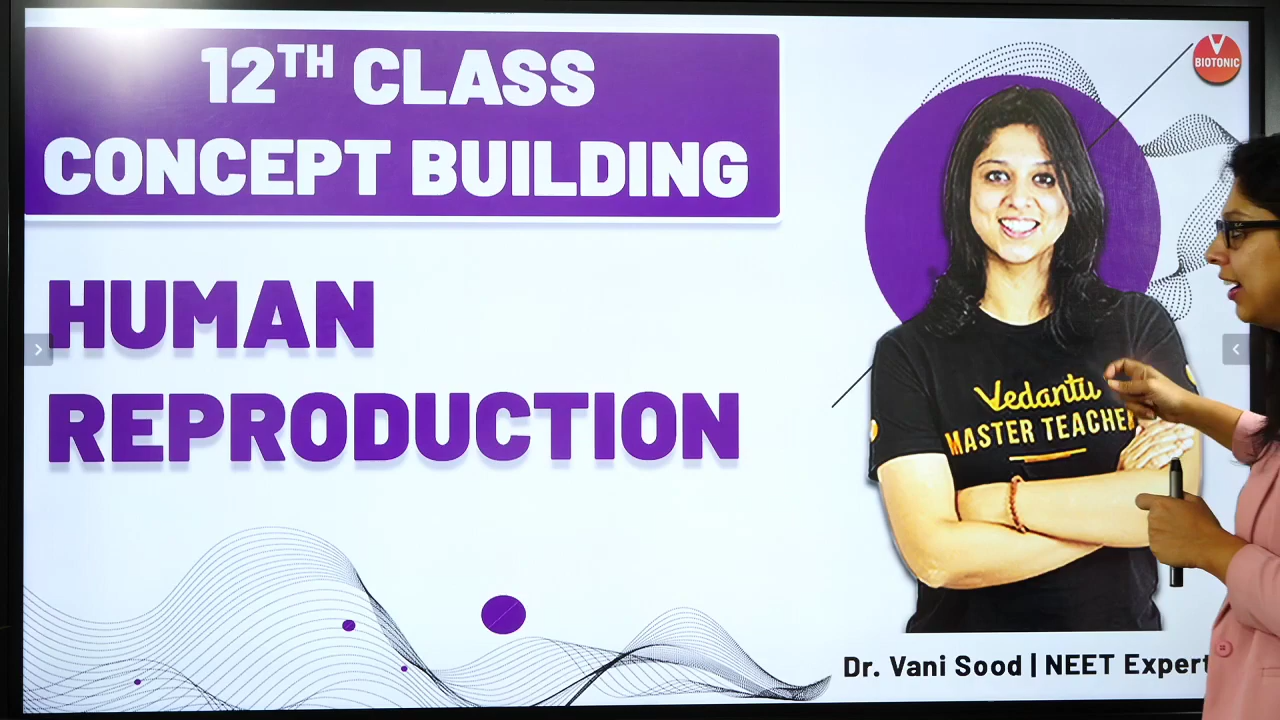 12TH CLASS
CONCEPT BUILDING
HUMAN
REPRODUCTION
V
BIOTONIC
Vedantu
MASTER TEACHER
Dr. Vani Sood | NEET Expert